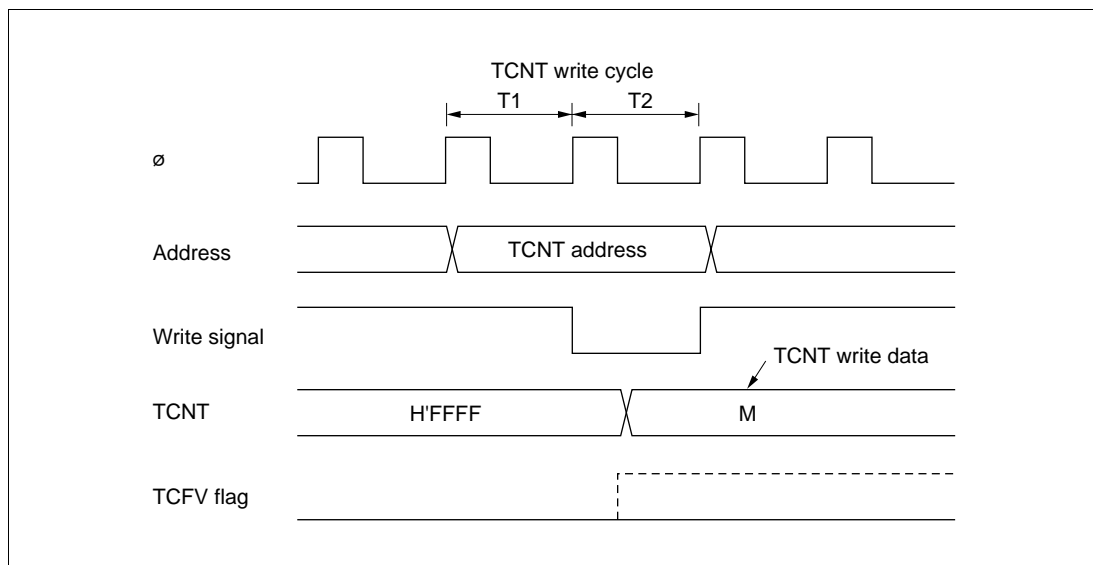 TCNT write cycle
T1 T2
ø
Address TCNT address
Write signal
TCNT write data
TCNT H'FFFF M
TCFV flag